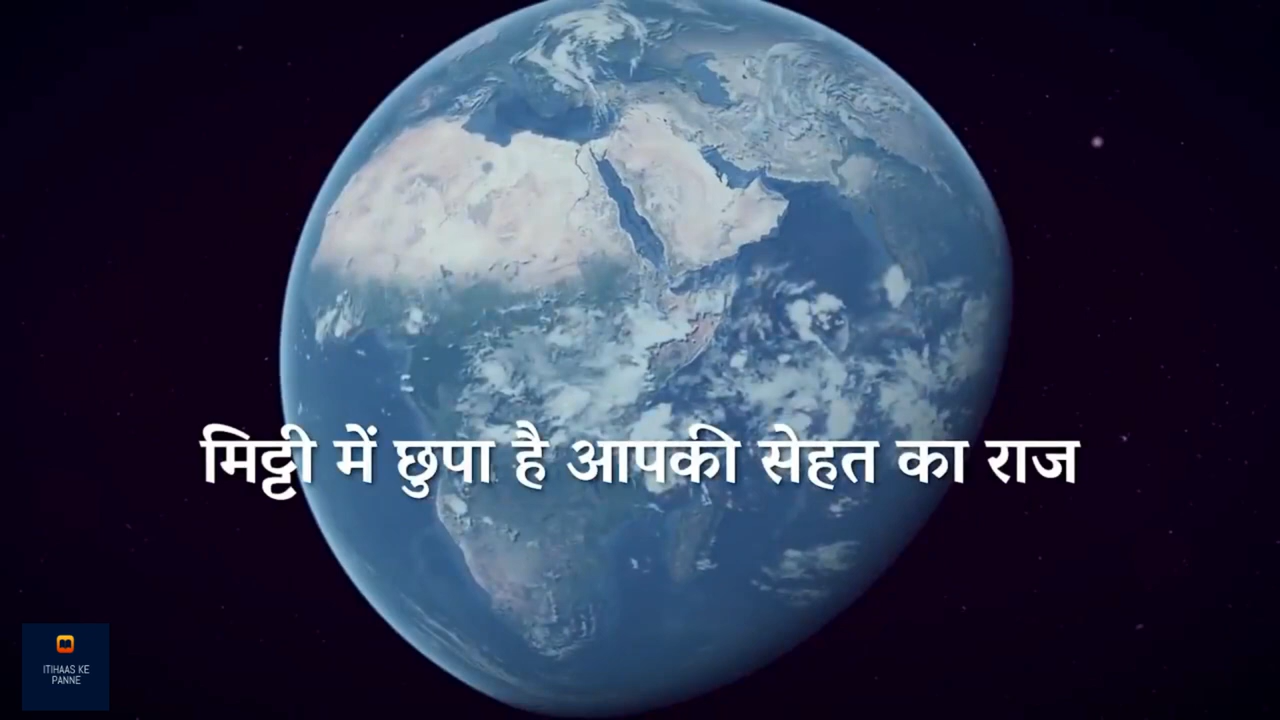 मिट्टी में छुपा है आपकी सेहत का राज
ITIHAAS KE
PANNE